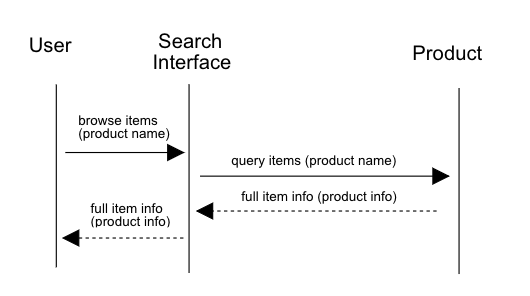 User
Search
Interface
Product
browse items
(product name)
query items (product name)
full item info (product info)
full item info
(product info)